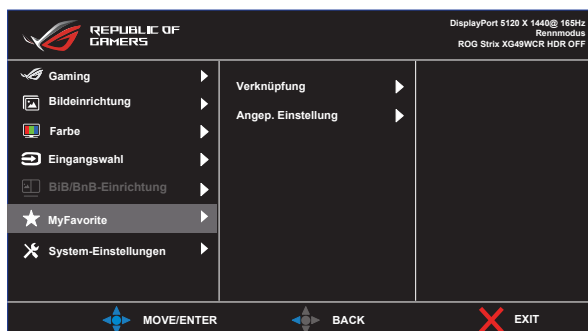 REPUBLIC OF
GAMERS
DisplayPort 5120 X 1440@ 165Hz
Rennmodus
ROG Strix XG49WCR HDR OFF
Gaming
Bildeinrichtung
Farbe
Eingangswahl
BiB/BnB-Einrichtung
MyFavorite
System-Einstellungen
Verknüpfung
Angep. Einstellung
MOVE/ENTER
BACK
EXIT